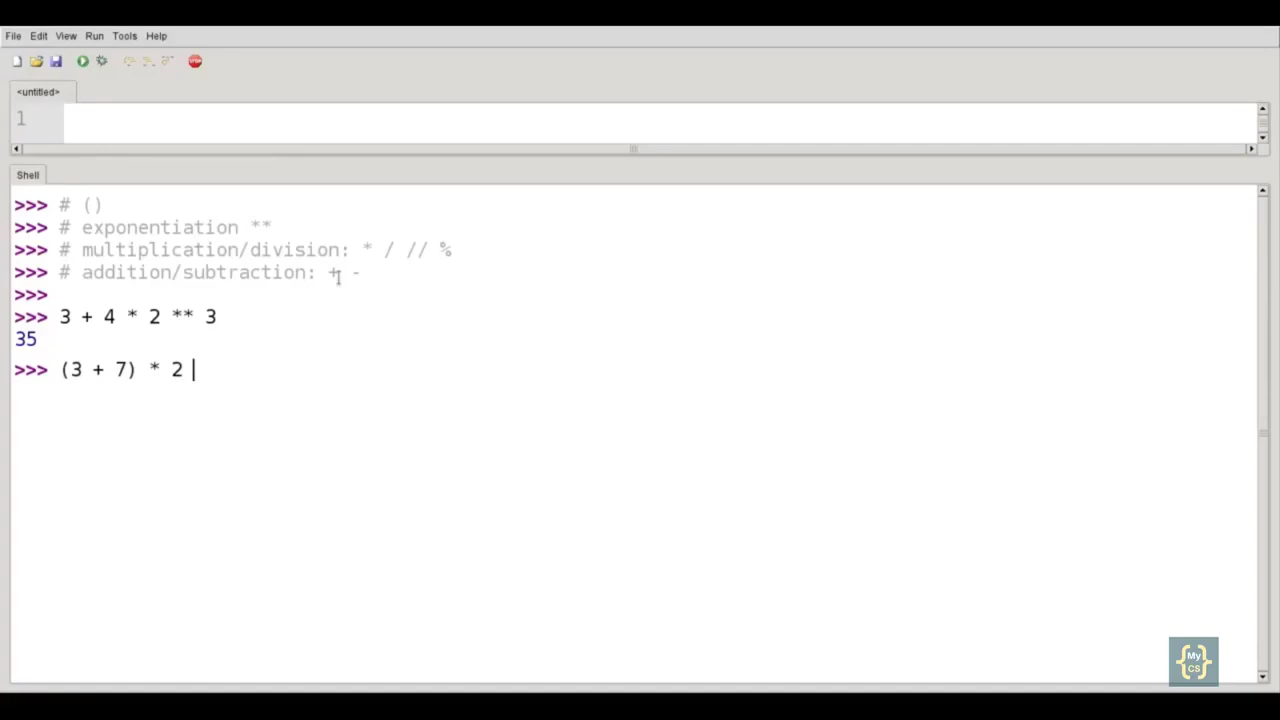 File Edit View Run Tools Help
<untitled>
1
Shell
>>> # ()
>>> # exponentiation **
>>> # multiplication/division: * / // %
>>> # addition/subtraction: + -
>>>
>>> 3 + 4 * 2 ** 3
35
>>> (3 + 7) * 2
{My CS}